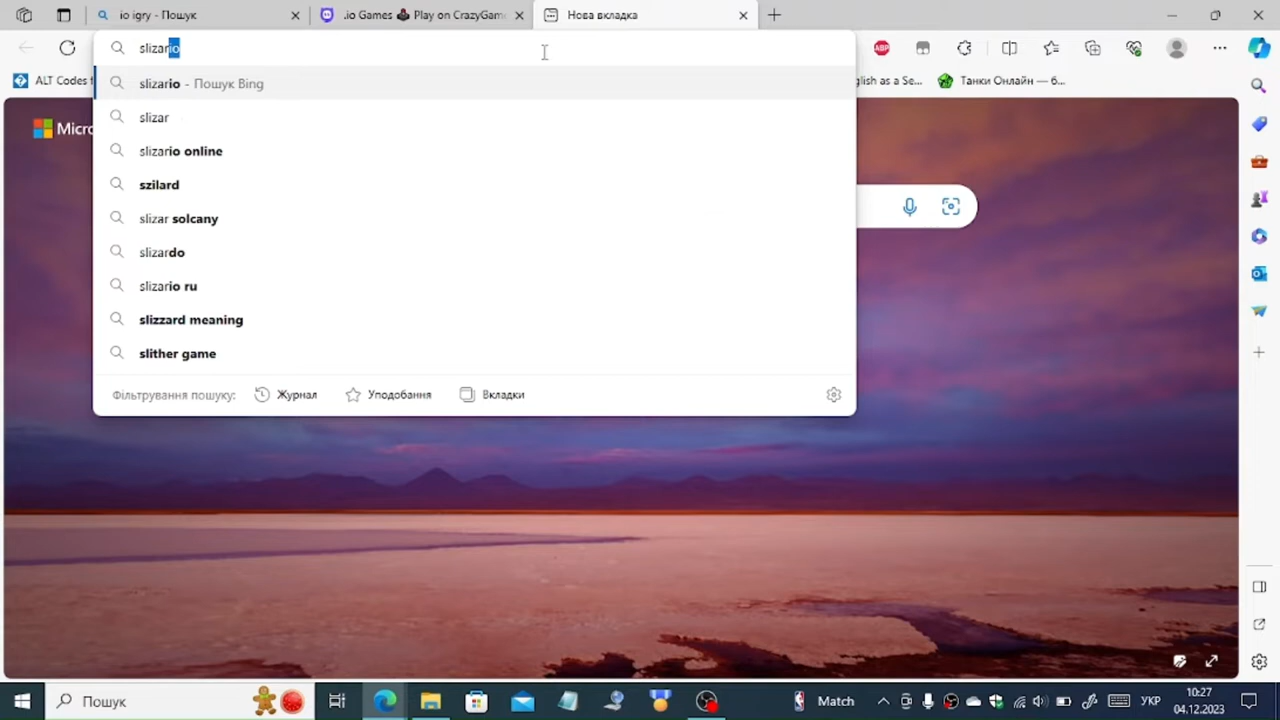 io igry - Пошук
.io Games 🕹 Play on CrazyGam
Нова вкладка
slizario
ALT Codes f
glish as a Se...
Танки Онлайн — б...
slizario - Пошук Bing
slizar
slizario online
szilard
slizar solcany
slizardo
slizario ru
slizzard meaning
slither game
Фільтрування пошуку:
Журнал
Уподобання
Вкладки
Micro
ABP
Пошук
Match
УКР
10:27
04.12.2023